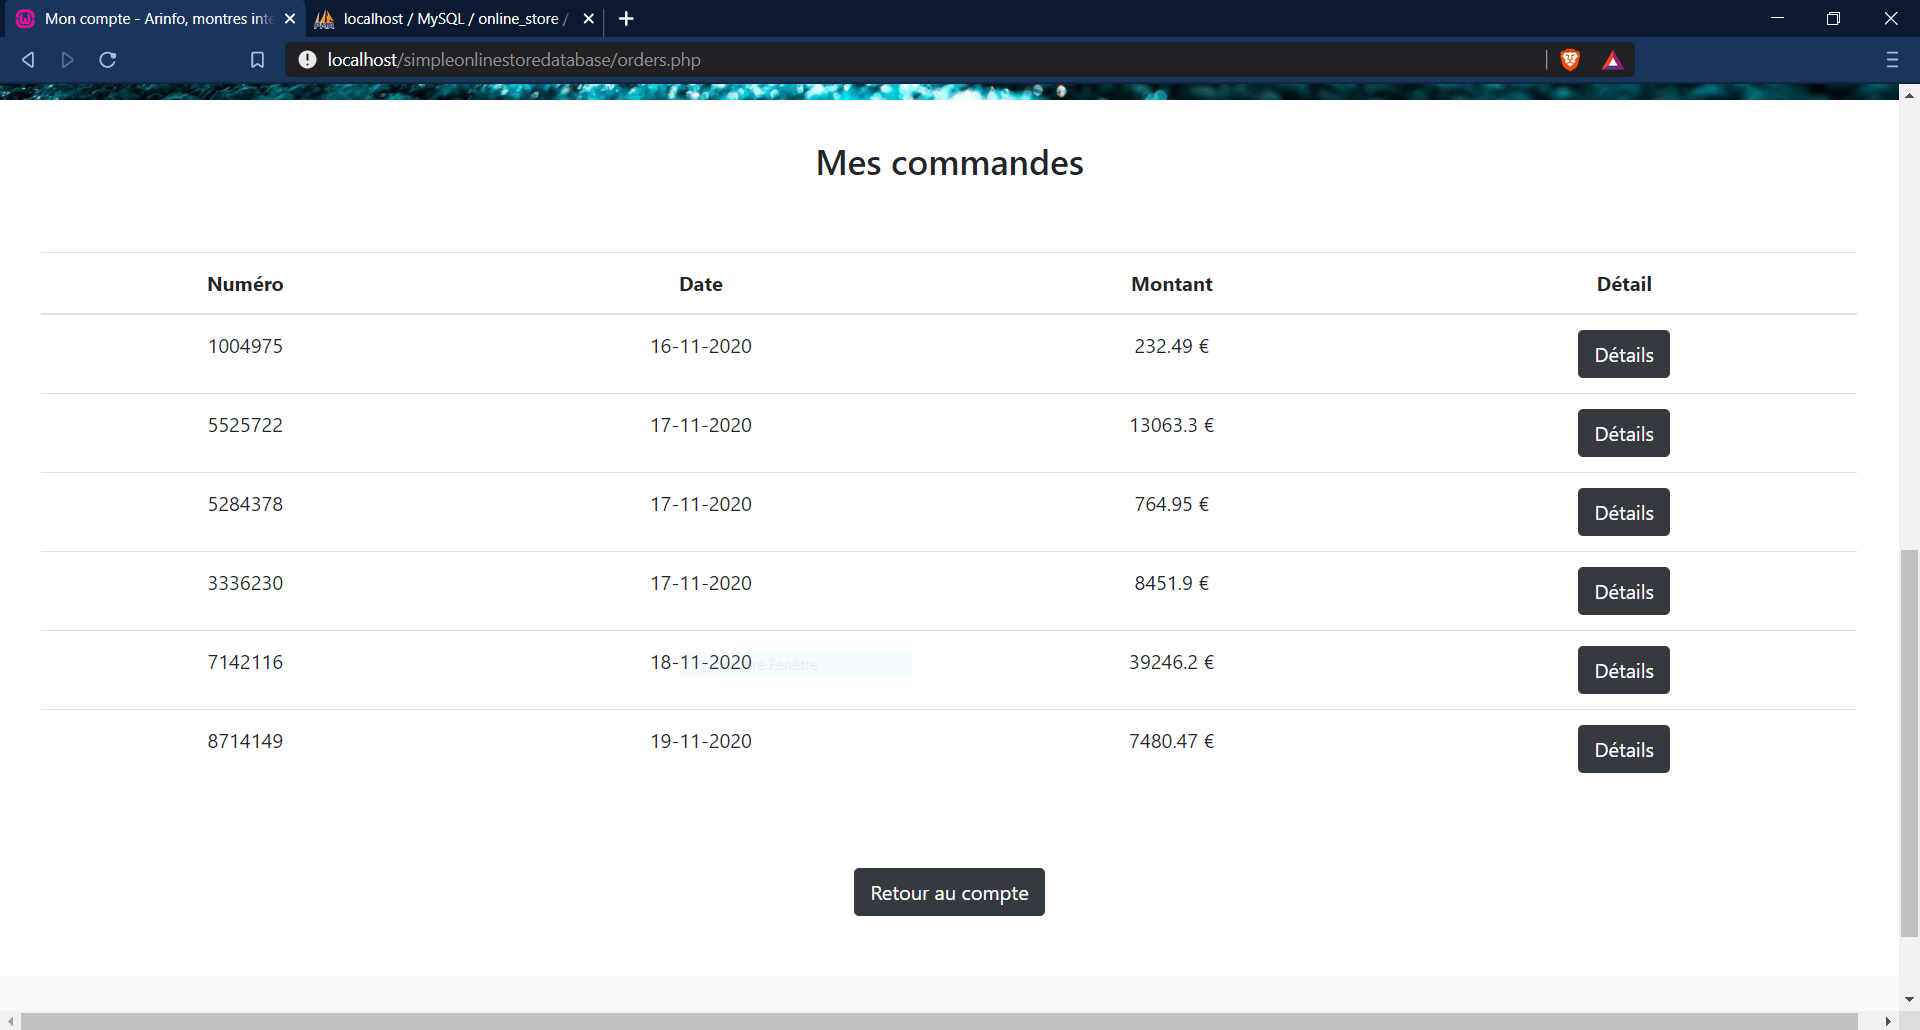 Mon compte - Arinfo, montres inte
localhost / MySQL / online_store /
localhost/simpleonlinestoredatabase/orders.php
Mes commandes
Numéro Date Montant Détail
1004975 16-11-2020 232.49 € Détails
5525722 17-11-2020 13063.3 € Détails
5284378 17-11-2020 764.95 € Détails
3336230 17-11-2020 8451.9 € Détails
7142116 18-11-2020 Fenêtre 39246.2 € Détails
8714149 19-11-2020 7480.47 € Détails
Retour au compte